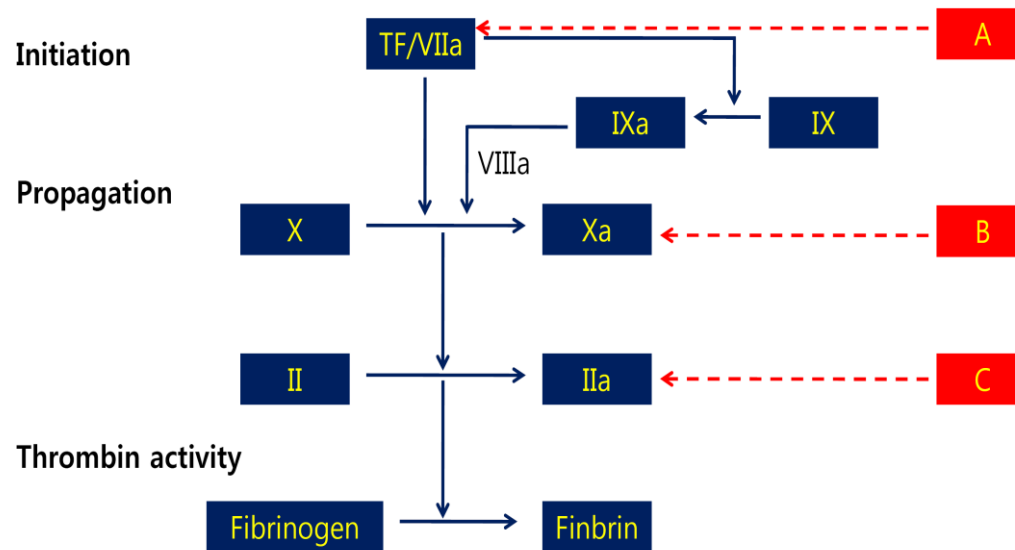 Initiation
TF/VIIa
A
IXa
IX
VIIIa
Propagation
X
Xa
B
II
IIa
C
Thrombin activity
Fibrinogen
Finbrin